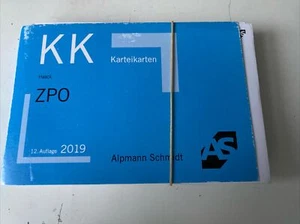 KK
Karteikarten
ZPO
12. Auflage 2019
Alpmann Schmidt
AS